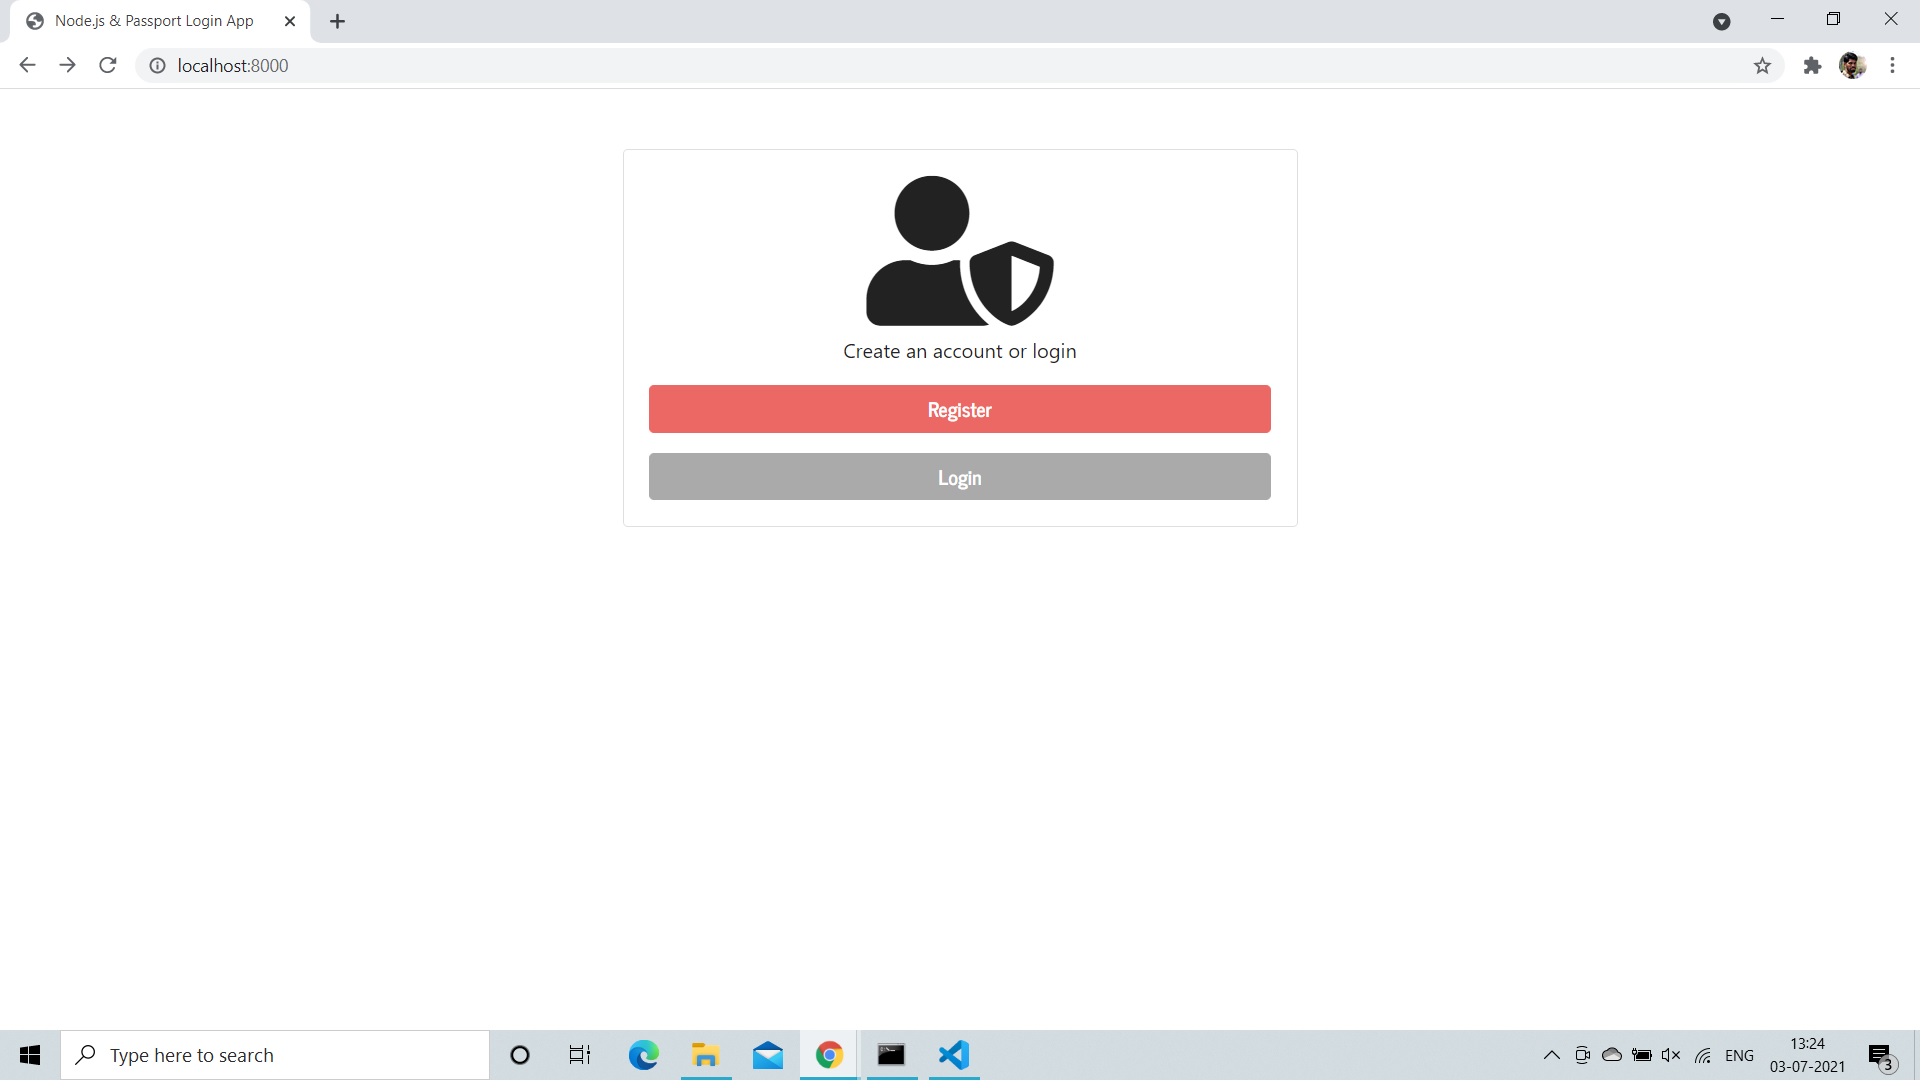 Node.js & Passport Login App
localhost:8000
Create an account or login
Register
Login
Type here to search
ENG
13:24
03-07-2021
3